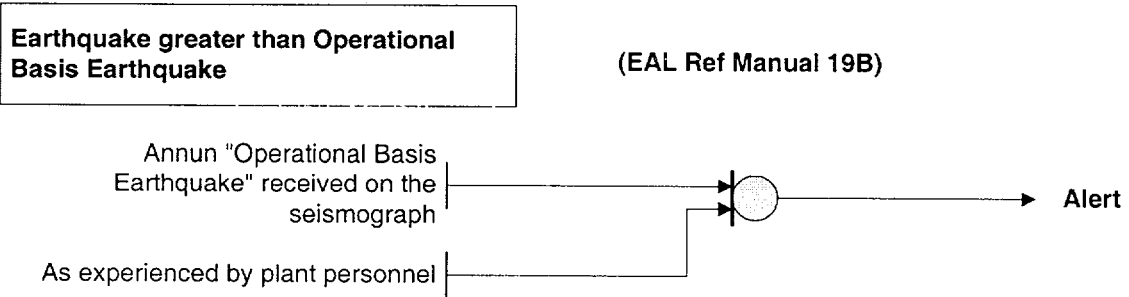 Earthquake greater than Operational
Basis Earthquake
(EAL Ref Manual 19B)
Annun "Operational Basis
Earthquake" received on the
seismograph
Alert
As experienced by plant personnel